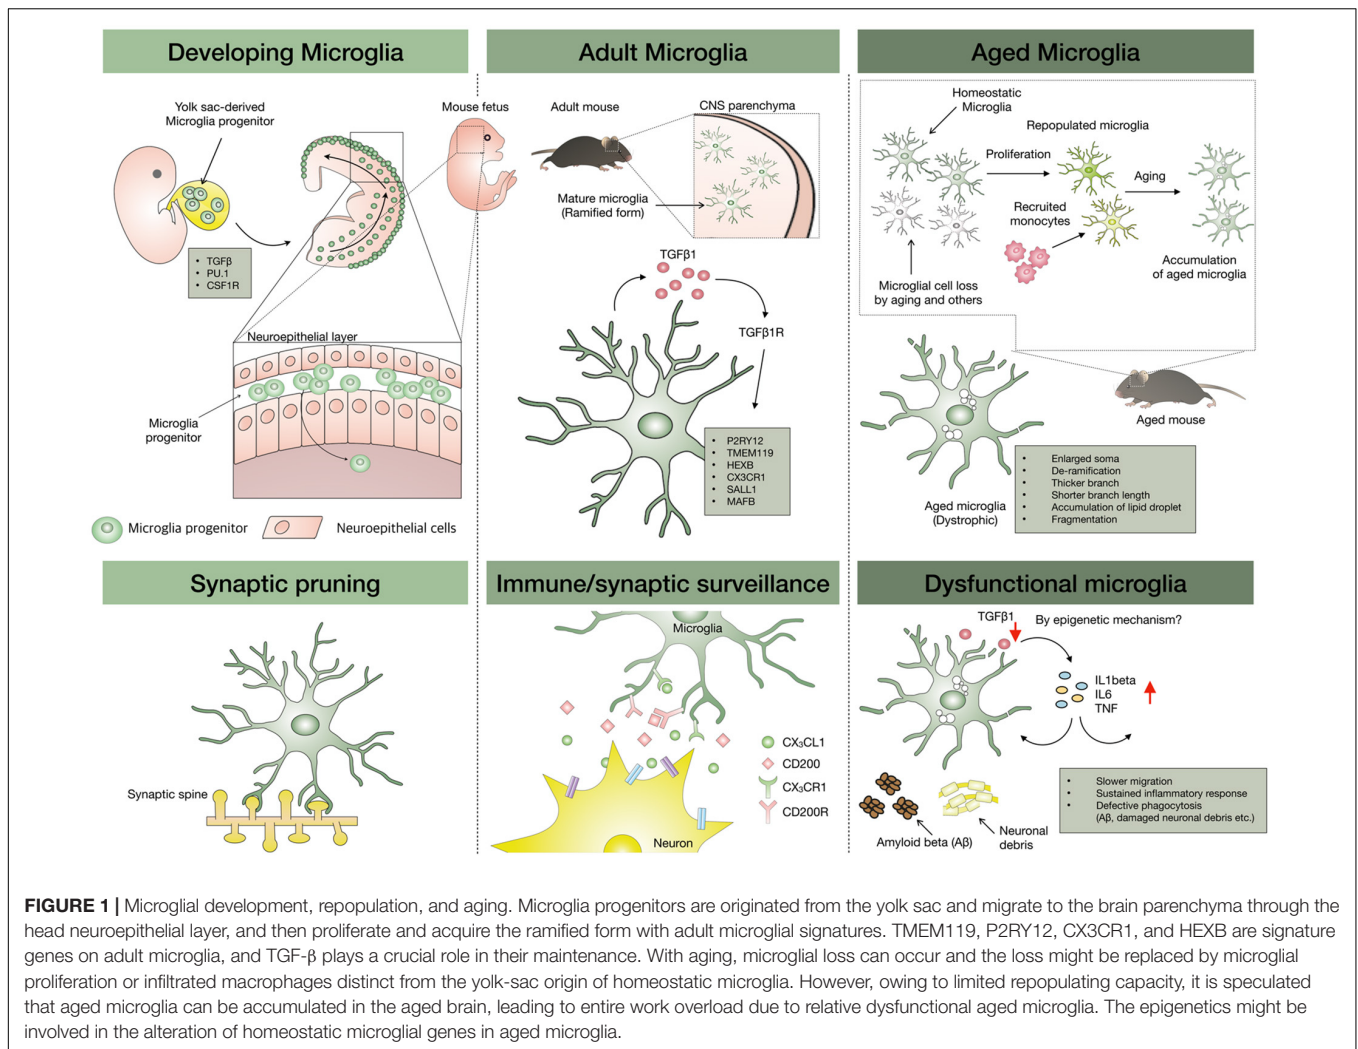 Developing Microglia
Yolk sac-derived
Microglia progenitor
Mouse fetus
• TGFβ
• PU.1
• CSF1R
Neuroepithelial layer
Microglia
progenitor
Microglia progenitor
Neuroepithelial cells
Adult Microglia
Adult mouse
CNS parenchyma
Mature microglia
(Ramified form)
TGFβ1
TGFβ1R
• P2RY12
• TMEM119
• HEXB
• CX3CR1
• SALL1
• MAFB
Aged Microglia
Homeostatic
Microglia
Repopulated microglia
Proliferation
Aging
Recruited
monocytes
Microglial cell loss
by aging and others
Accumulation
of aged microglia
Aged mouse
Aged microglia
(Dystrophic)
• Enlarged soma
• De-ramification
• Thicker branch
• Shorter branch length
• Accumulation of lipid droplet
• Fragmentation
Synaptic pruning
Synaptic spine
Immune/synaptic surveillance
Microglia
CX₃CL1
CD200
CX₃CR1
CD200R
Neuron
Dysfunctional microglia
TGFβ1
By epigenetic mechanism?
IL1beta
IL6
TNF
• Slower migration
• Sustained inflammatory response
• Defective phagocytosis
(Aβ, damaged neuronal debris etc.)
Amyloid beta (Aβ)
Neuronal
debris
FIGURE 1 | Microglial development, repopulation, and aging. Microglia progenitors are originated from the yolk sac and migrate to the brain parenchyma through the
head neuroepithelial layer, and then proliferate and acquire the ramified form with adult microglial signatures. TMEM119, P2RY12, CX3CR1, and HEXB are signature
genes on adult microglia, and TGF-β plays a crucial role in their maintenance. With aging, microglial loss can occur and the loss might be replaced by microglial
proliferation or infiltrated macrophages distinct from the yolk-sac origin of homeostatic microglia. However, owing to limited repopulating capacity, it is speculated
that aged microglia can be accumulated in the aged brain, leading to entire work overload due to relative dysfunctional aged microglia. The epigenetics might be
involved in the alteration of homeostatic microglial genes in aged microglia.